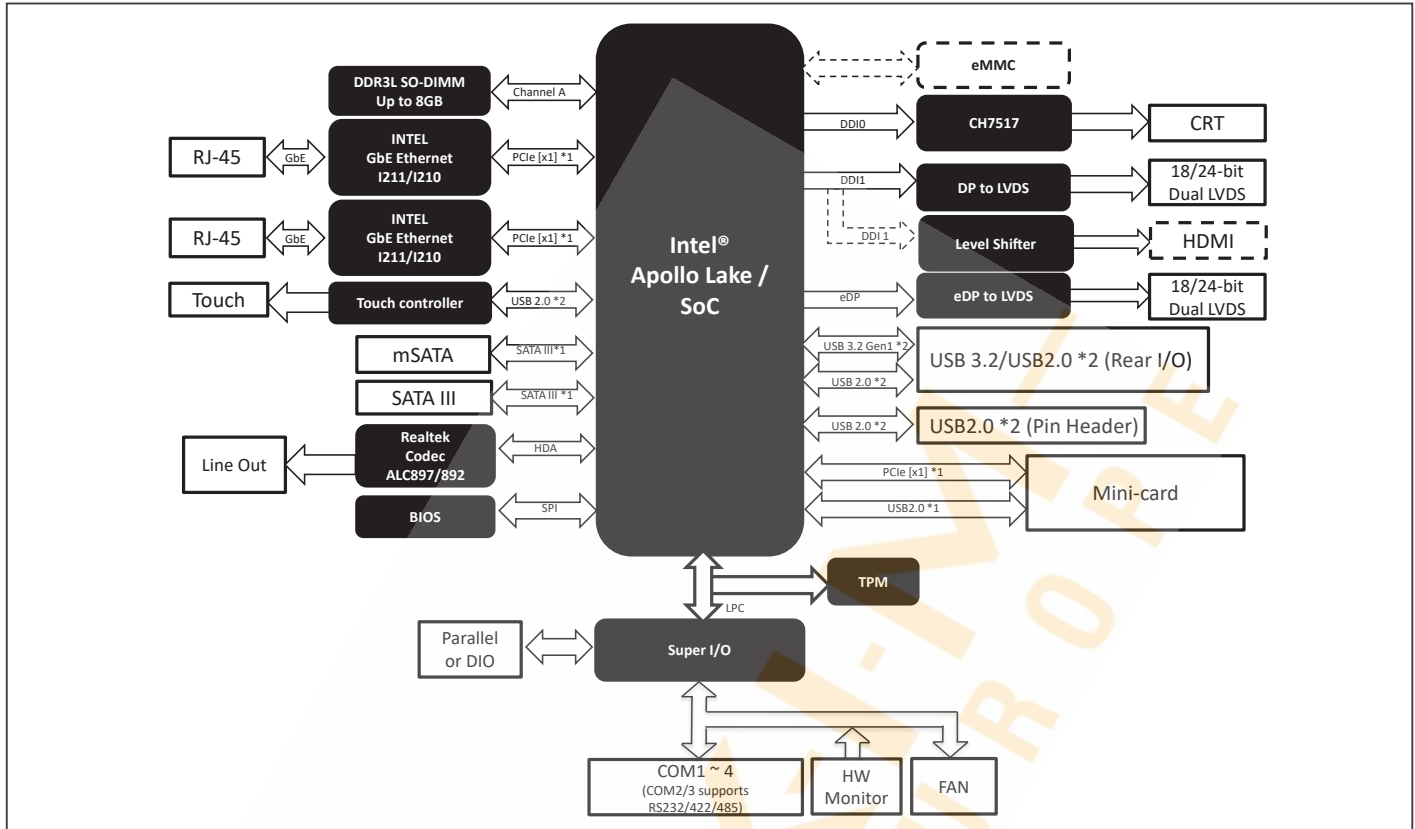 DDR3L SO-DIMM
Up to 8GB
Channel A
RJ-45
GbE
INTEL
GbE Ethernet
I211/I210
PCIe [x1] *1
RJ-45
GbE
INTEL
GbE Ethernet
I211/I210
PCIe [x1] *1
Touch
Touch controller
USB 2.0 *2
mSATA
SATA III*1
SATA III
SATA III *1
Line Out
Realtek
Codec
ALC897/892
HDA
BIOS
SPI
Intel®
Apollo Lake /
SoC
eMMC
DDI0
CH7517
CRT
DDI1
DP to LVDS
18/24-bit
Dual LVDS
DDI 1
Level Shifter
HDMI
eDP
eDP to LVDS
18/24-bit
Dual LVDS
USB 3.2 Gen1 *2
USB 2.0 *2
USB 3.2/USB2.0 *2 (Rear I/O)
USB 2.0 *2
USB2.0 *2 (Pin Header)
PCIe [x1] *1
USB2.0 *1
Mini-card
TPM
LPC
Parallel
or DIO
Super I/O
COM1 ~ 4
(COM2/3 supports
RS232/422/485)
HW
Monitor
FAN